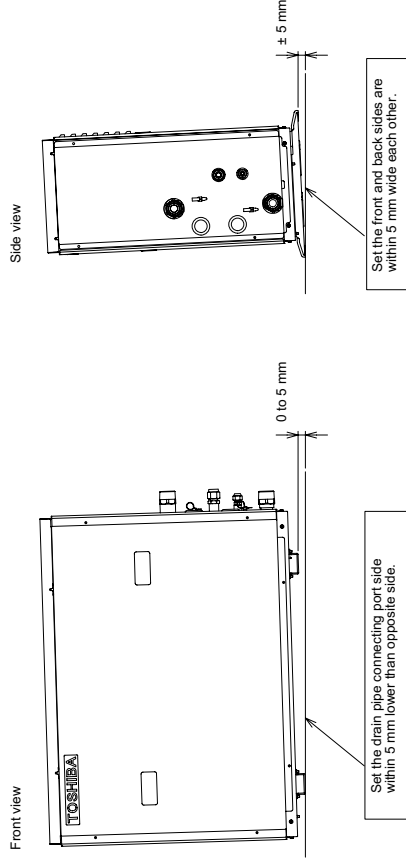 Front view
TOSHIBA
0 to 5 mm
Set the drain pipe connecting port side
within 5 mm lower than opposite side.
Side view
± 5 mm
Set the front and back sides are
within 5 mm wide each other.